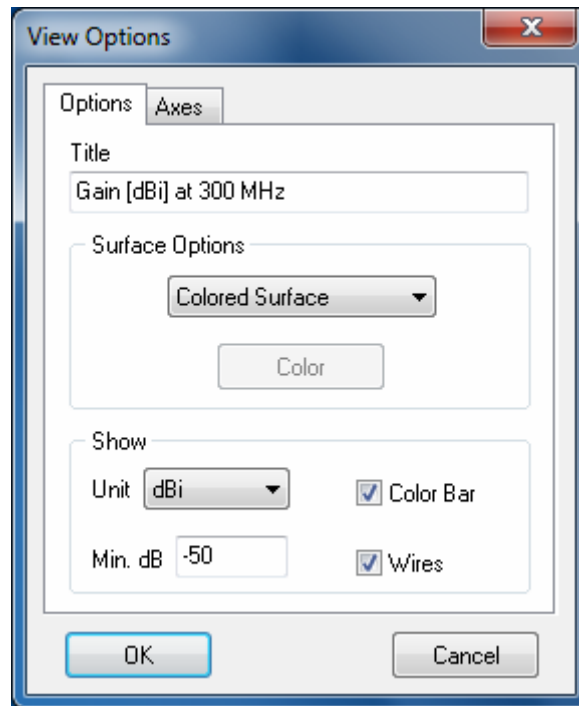 View Options
Options Axes
Title
Gain [dBi] at 300 MHz
Surface Options
Colored Surface
Color
Show
Unit dBi Color Bar
Min. dB -50 Wires
OK Cancel